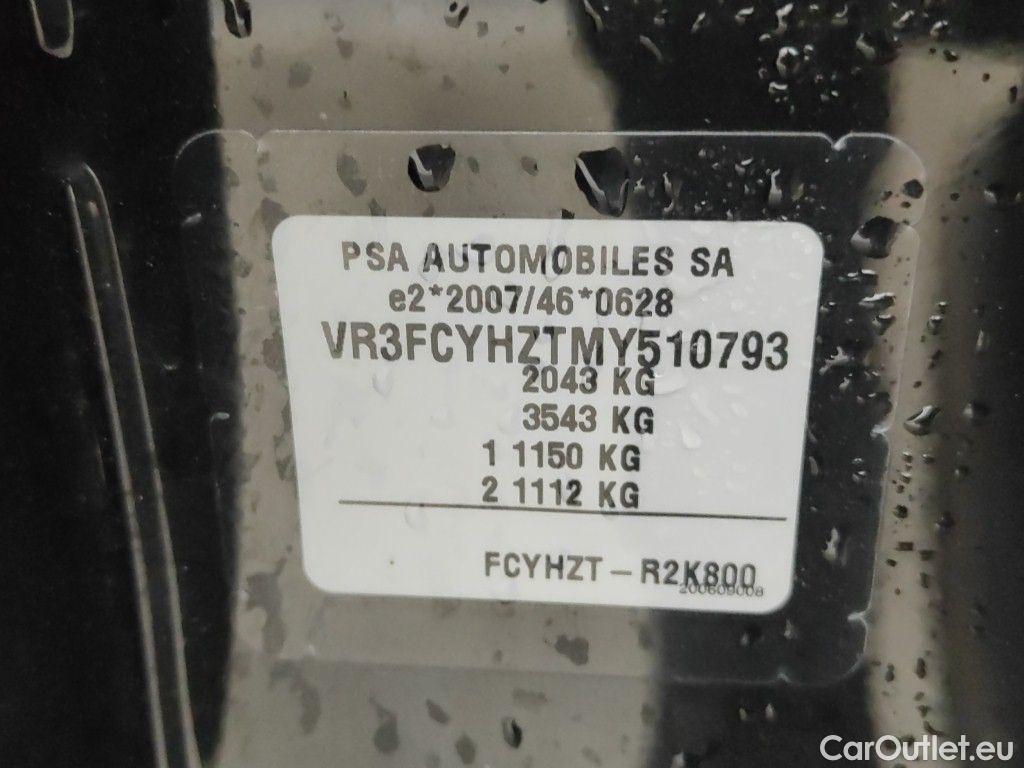 PSA AUTOMOBILES SA
e2*2007/46*0628
VR3FCYHZTMY510793
2043 KG
3543 KG
1 1150 KG
2 1112 KG
FCYHZT – R2K800
200609008
CarOutlet.eu